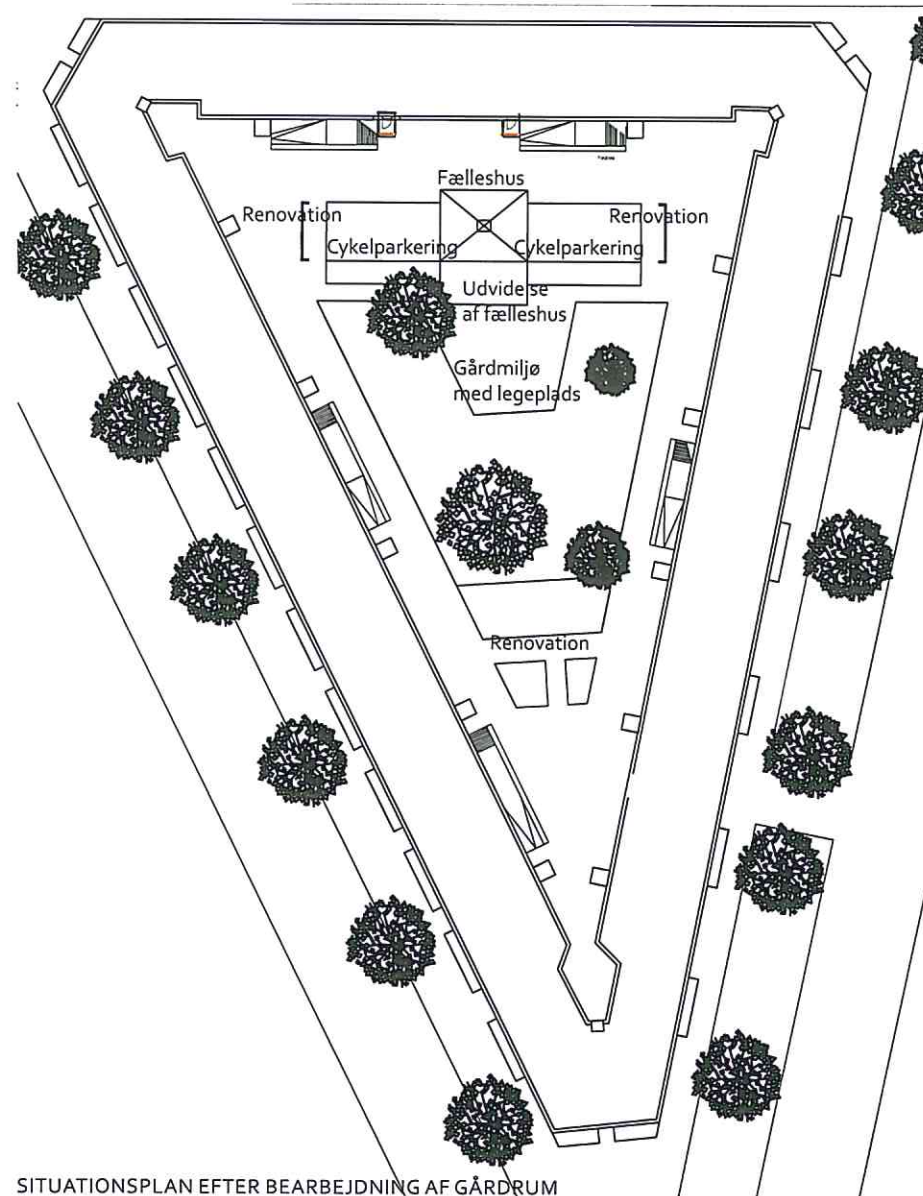 Fælleshus
Renovation
Renovation
Cykelparkering
Cykelparkering
Udvidelse
af fælleshus
Gårdmiljø
med legeplads
Renovation
SITUATIONSPLAN EFTER BEARBEJDNING AF GÅRDRUM